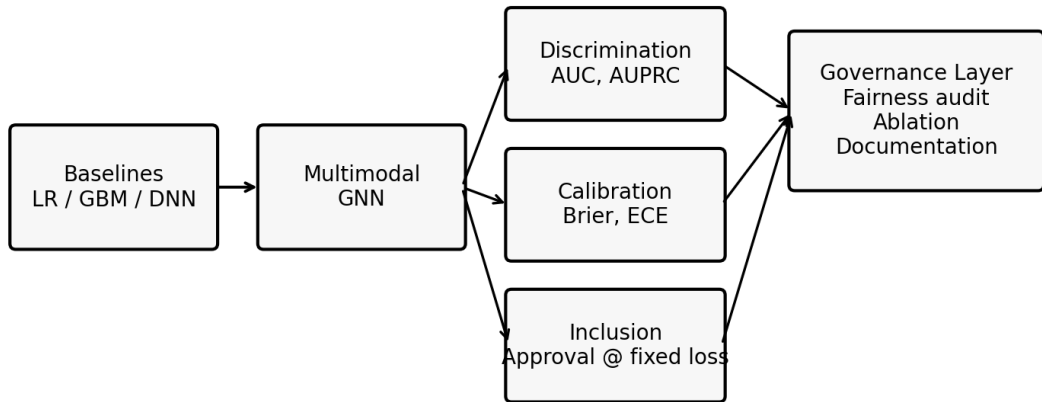 Baselines
LR / GBM / DNN
Multimodal
GNN
Discrimination
AUC, AUPRC
Calibration
Brier, ECE
Inclusion
Approval @ fixed loss
Governance Layer
Fairness audit
Ablation
Documentation